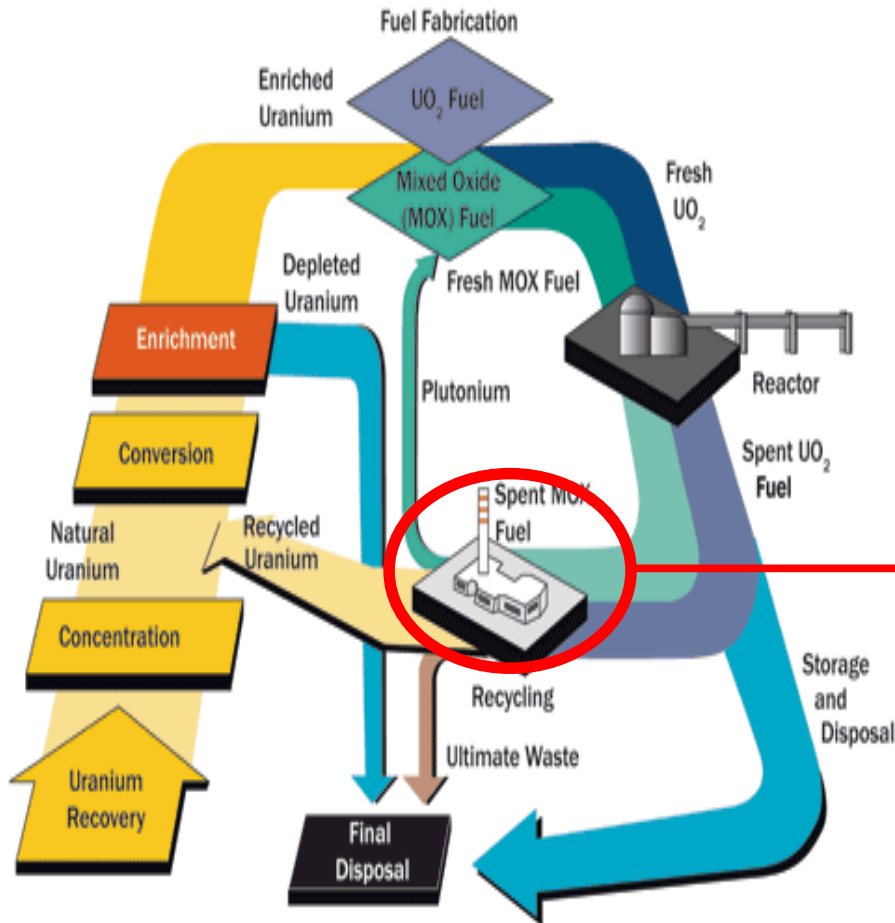 Fuel Fabrication
Enriched
Uranium
UO₂ Fuel
Mixed Oxide
(MOX) Fuel
Fresh
UO₂
Depleted
Uranium
Fresh MOX Fuel
Enrichment
Reactor
Plutonium
Conversion
Spent UO₂
Fuel
Spent MOX
Fuel
Natural
Uranium
Recycled
Uranium
Concentration
Storage
and
Disposal
Recycling
Ultimate Waste
Uranium
Recovery
Final
Disposal